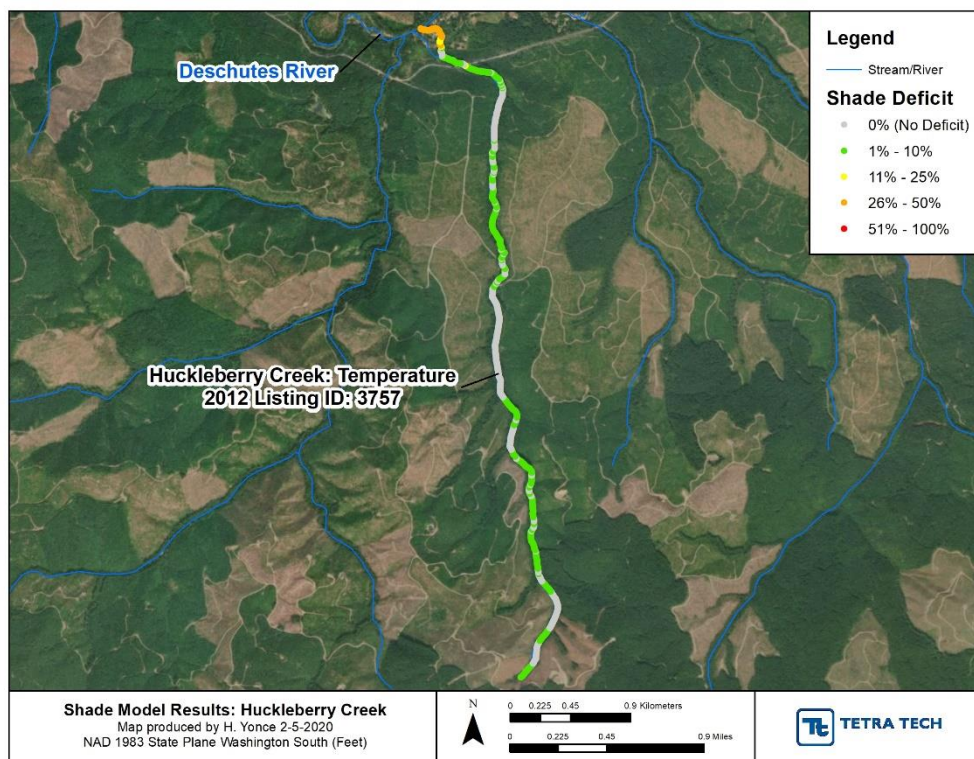 Deschutes River
Huckleberry Creek: Temperature
2012 Listing ID: 3757
Legend
Stream/River
Shade Deficit
0% (No Deficit)
1% - 10%
11% - 25%
26% - 50%
51% - 100%
Shade Model Results: Huckleberry Creek
Map produced by H. Yonce 2-5-2020
NAD 1983 State Plane Washington South (Feet)
N
0 0.225 0.45 0.9 Kilometers
0 0.225 0.45 0.9 Miles
Tt TETRA TECH